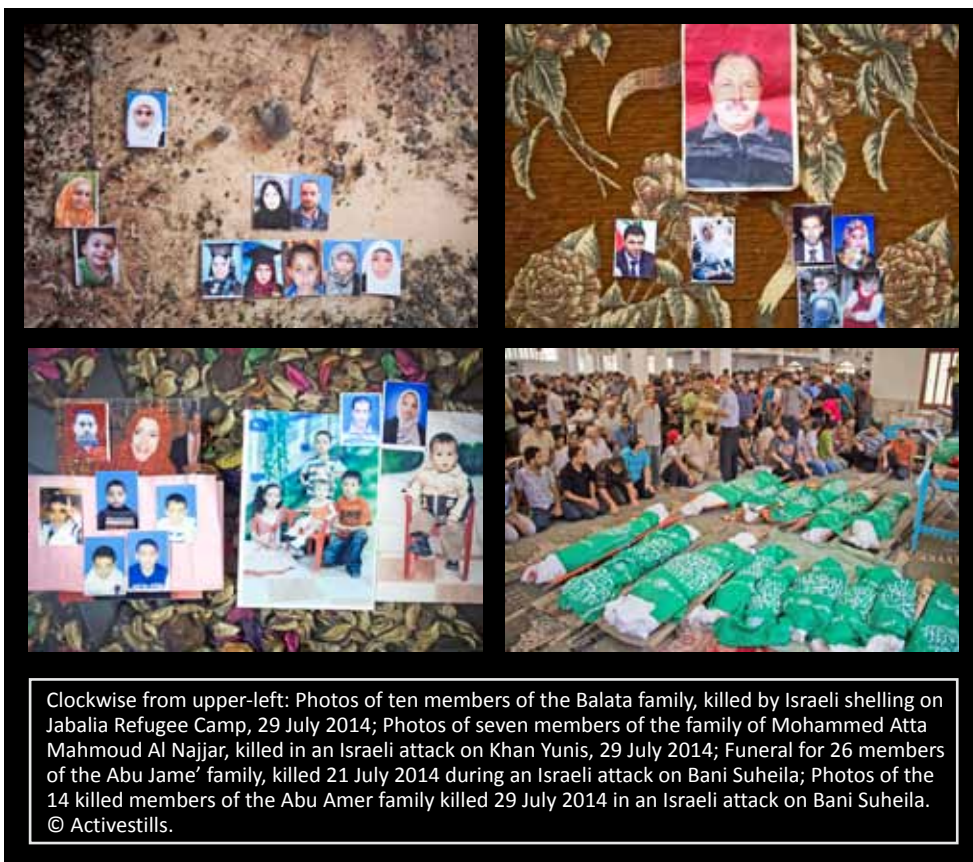 Clockwise from upper-left: Photos of ten members of the Balata family, killed by Israeli shelling on
Jabalia Refugee Camp, 29 July 2014; Photos of seven members of the family of Mohammed Atta
Mahmoud Al Najjar, killed in an Israeli attack on Khan Yunis, 29 July 2014; Funeral for 26 members
of the Abu Jame’ family, killed 21 July 2014 during an Israeli attack on Bani Suheila; Photos of the
14 killed members of the Abu Amer family killed 29 July 2014 in an Israeli attack on Bani Suheila.
© Activestills.